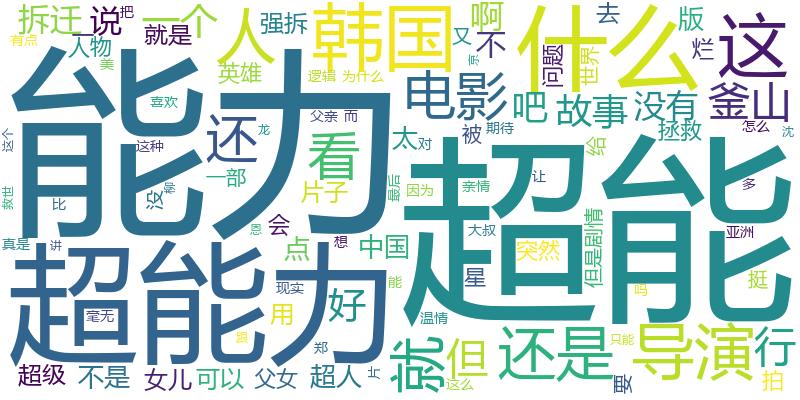 拆迁
说
把
一个
人
强拆
韩国
啊
什么
去
版
这
有点
人物
就是
美
英雄
逻辑
为什么
又
不
问题
世界
烂
能力
喜欢
父亲
而
电影
吧
故事
没有
釜山
这个
这种
还
龙
看
太
对
被
期待
给
拯救
怎么
沈
超能
没
一部
片子
最后
因为
亲情
让
多
救世
比
恩
会
想
大叔
亚洲
真是
讲
超能力
点
中国
星
突然
但是
剧情
挺
现实
能
吗
毫无
用
好
温情
跟
郑
就
但
还是
只能
导演
行
超级
不是
女儿
可以
父女
超人
片
这么
要
拍